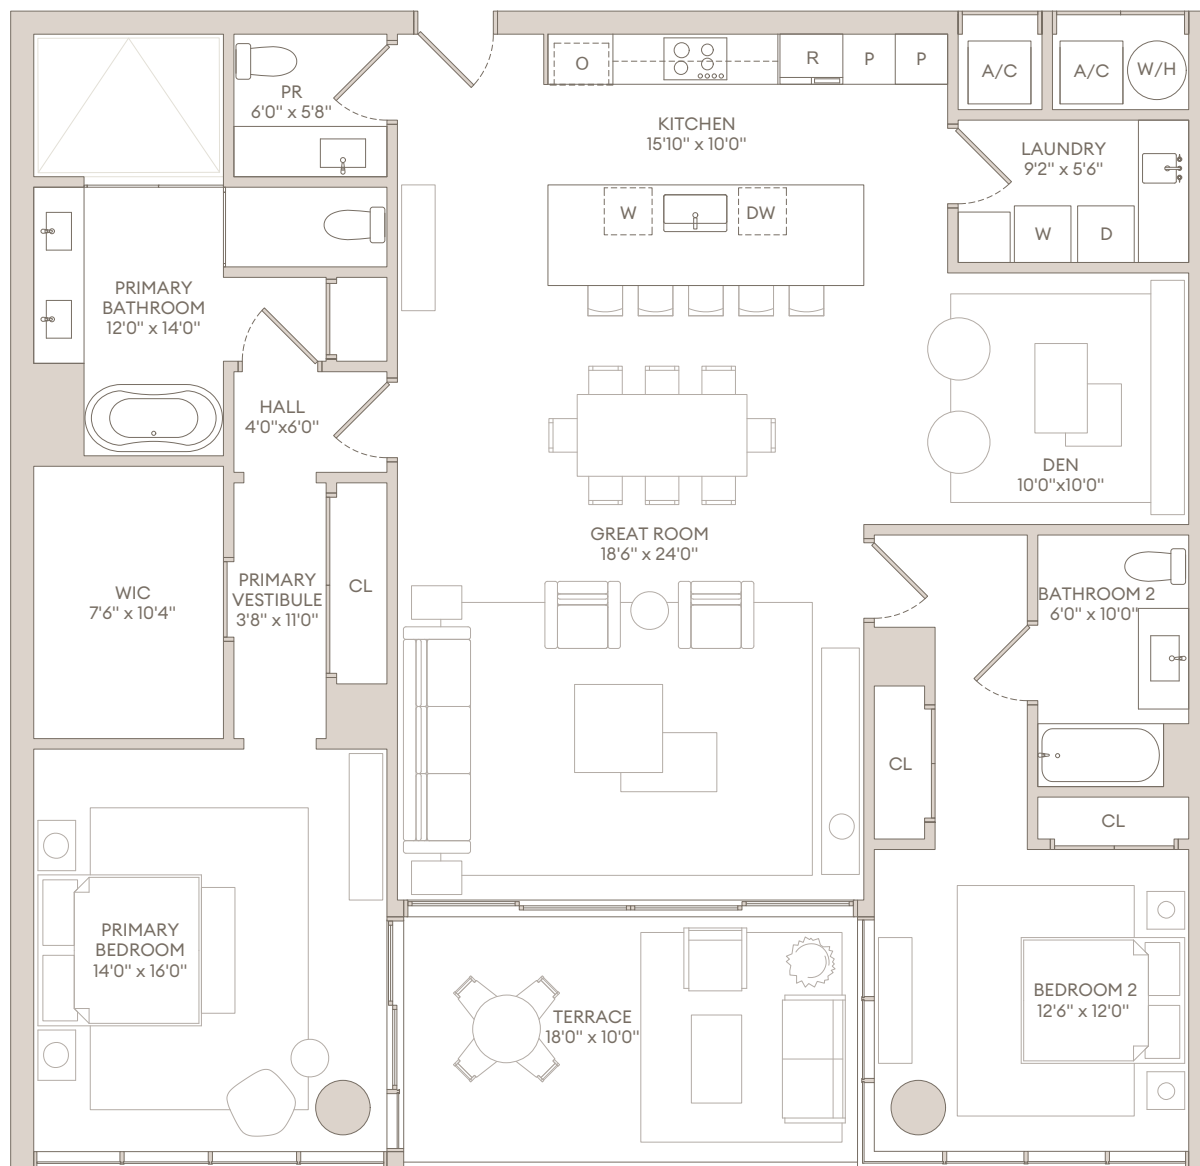 PR
6'0" x 5'8"
O
R
P
P
A/C
A/C
W/H
KITCHEN
15'10" x 10'0"
LAUNDRY
9'2" x 5'6"
W
DW
W
D
PRIMARY
BATHROOM
12'0" x 14'0"
HALL
4'0"x6'0"
DEN
10'0"x10'0"
GREAT ROOM
18'6" x 24'0"
WIC
7'6" x 10'4"
PRIMARY
VESTIBULE
3'8" x 11'0"
CL
BATHROOM 2
6'0" x 10'0"
CL
CL
PRIMARY
BEDROOM
14'0" x 16'0"
TERRACE
18'0" x 10'0"
BEDROOM 2
12'6" x 12'0"